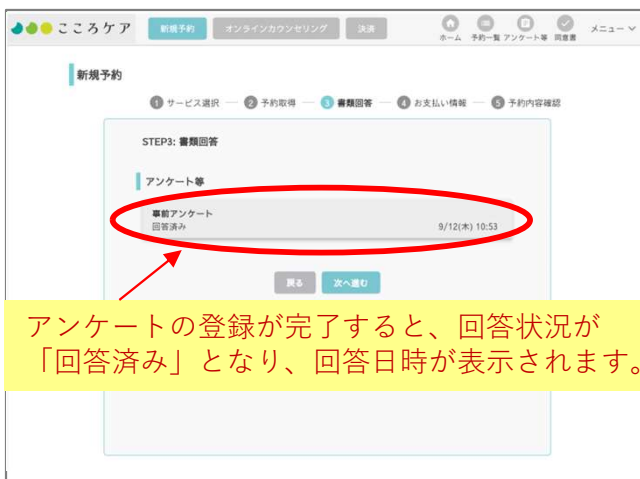 こころケア 新規予約 オンラインカウンセリング 決済 ホーム 予約一覧 アンケート等 同意書 メニュー
新規予約
1 サービス選択 2 予約取得 3 書類回答 4 お支払い情報 5 予約内容確認
STEP3: 書類回答
アンケート等
事前アンケート
回答済み 9/12(木) 10:53
戻る 次へ進む
アンケートの登録が完了すると、回答状況が
「回答済み」となり、回答日時が表示されます。